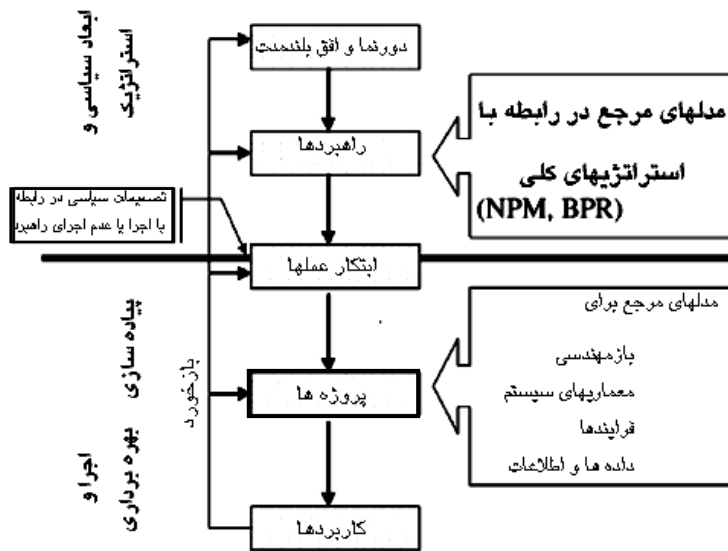 دورنما و افق بلندمدت
راهبردها
ابتکار عملها
پروژه ها
کاربردها
ابعاد سیاسی و
استراتژیک
پیاده سازی
اجرا و
بهره برداری
بازخورد
تصمیمات سیاسی در رابطه
با اجرا یا عدم اجرای راهبرد
مدلهای مرجع در رابطه با
استراتژیهای کلی
(NPM, BPR)
مدلهای مرجع برای
بازمهندسی
معماریهای سیستم
فرایندها
داده ها و اطلاعات